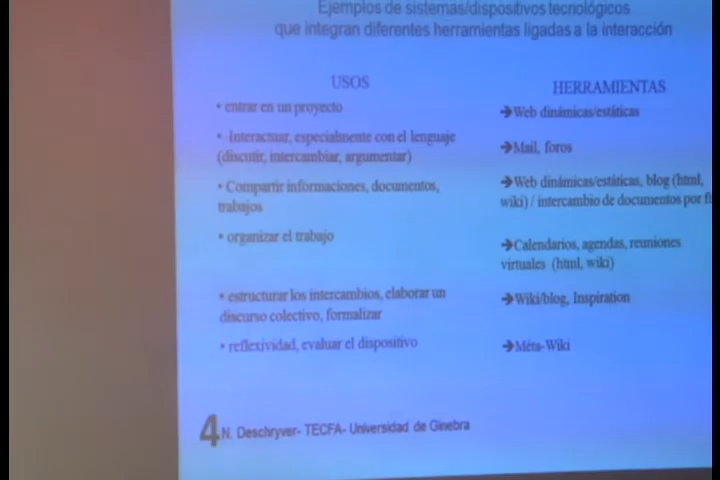 Ejemplos de sistemas/dispositivos tecnológicos
que integran diferentes herramientas ligadas a la interacción
USOS
HERRAMIENTAS
• entrar en un proyecto
➔Web dinámicas/estáticas
• Interactuar, especialmente con el lenguaje
(discutir, intercambiar, argumentar)
➔Mail, foros
• Compartir informaciones, documentos,
trabajos
➔Web dinámicas/estáticas, blog (html,
wiki) / intercambio de documentos por
• organizar el trabajo
➔Calendarios, agendas, reuniones
virtuales (html, wiki)
• estructurar los intercambios, elaborar un
discurso colectivo, formalizar
➔Wiki/blog, Inspiration
• reflexividad, evaluar el dispositivo
➔Méta-Wiki
4 N. Deschryver- TECFA- Universidad de Ginebra